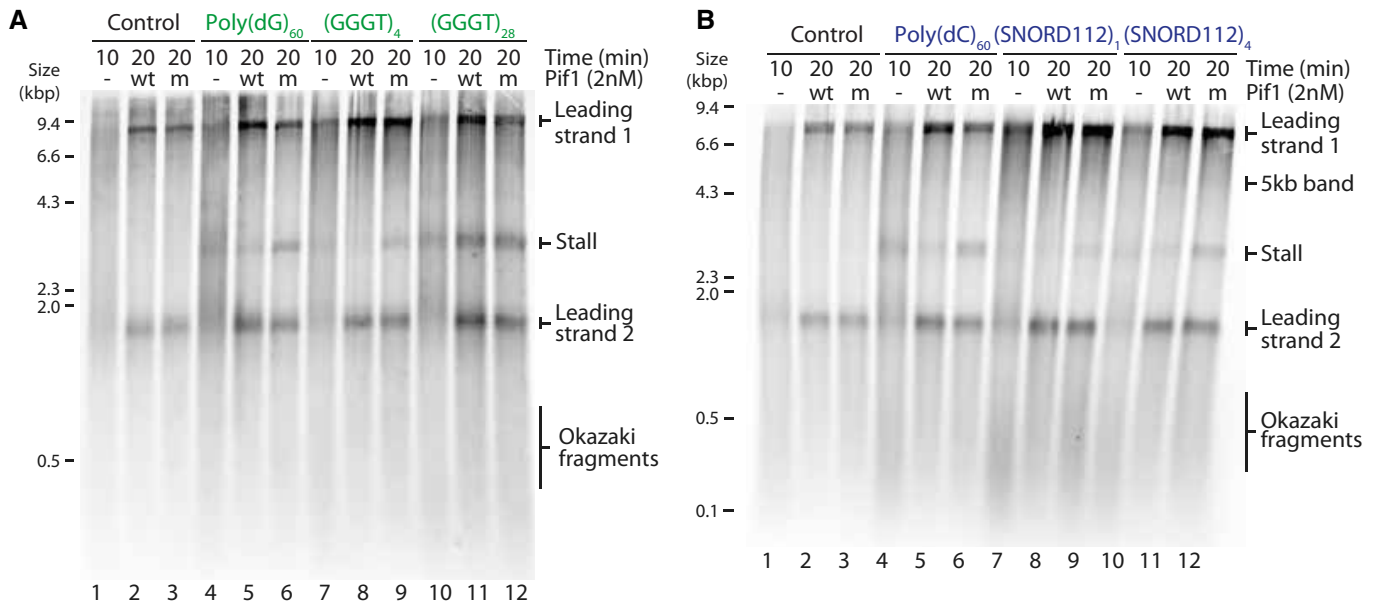 A
Control Poly(dG)60 (GGGT)4 (GGGT)28
10 20 20 10 20 20 10 20 20 10 20 20 Time (min)
- wt m - wt m - wt m - wt m Pif1 (2nM)
Size
(kbp)
9.4
6.6
4.3
2.3
2.0
0.5
Leading
strand 1
Stall
Leading
strand 2
Okazaki
fragments
1 2 3 4 5 6 7 8 9 10 11 12
B
Control Poly(dC)60 (SNORD112)1 (SNORD112)4
10 20 20 10 20 20 10 20 20 10 20 20 Time (min)
- wt m - wt m - wt m - wt m Pif1 (2nM)
Size
(kbp)
9.4
6.6
4.3
2.3
2.0
0.5
0.1
Leading
strand 1
5kb band
Stall
Leading
strand 2
Okazaki
fragments
1 2 3 4 5 6 7 8 9 10 11 12